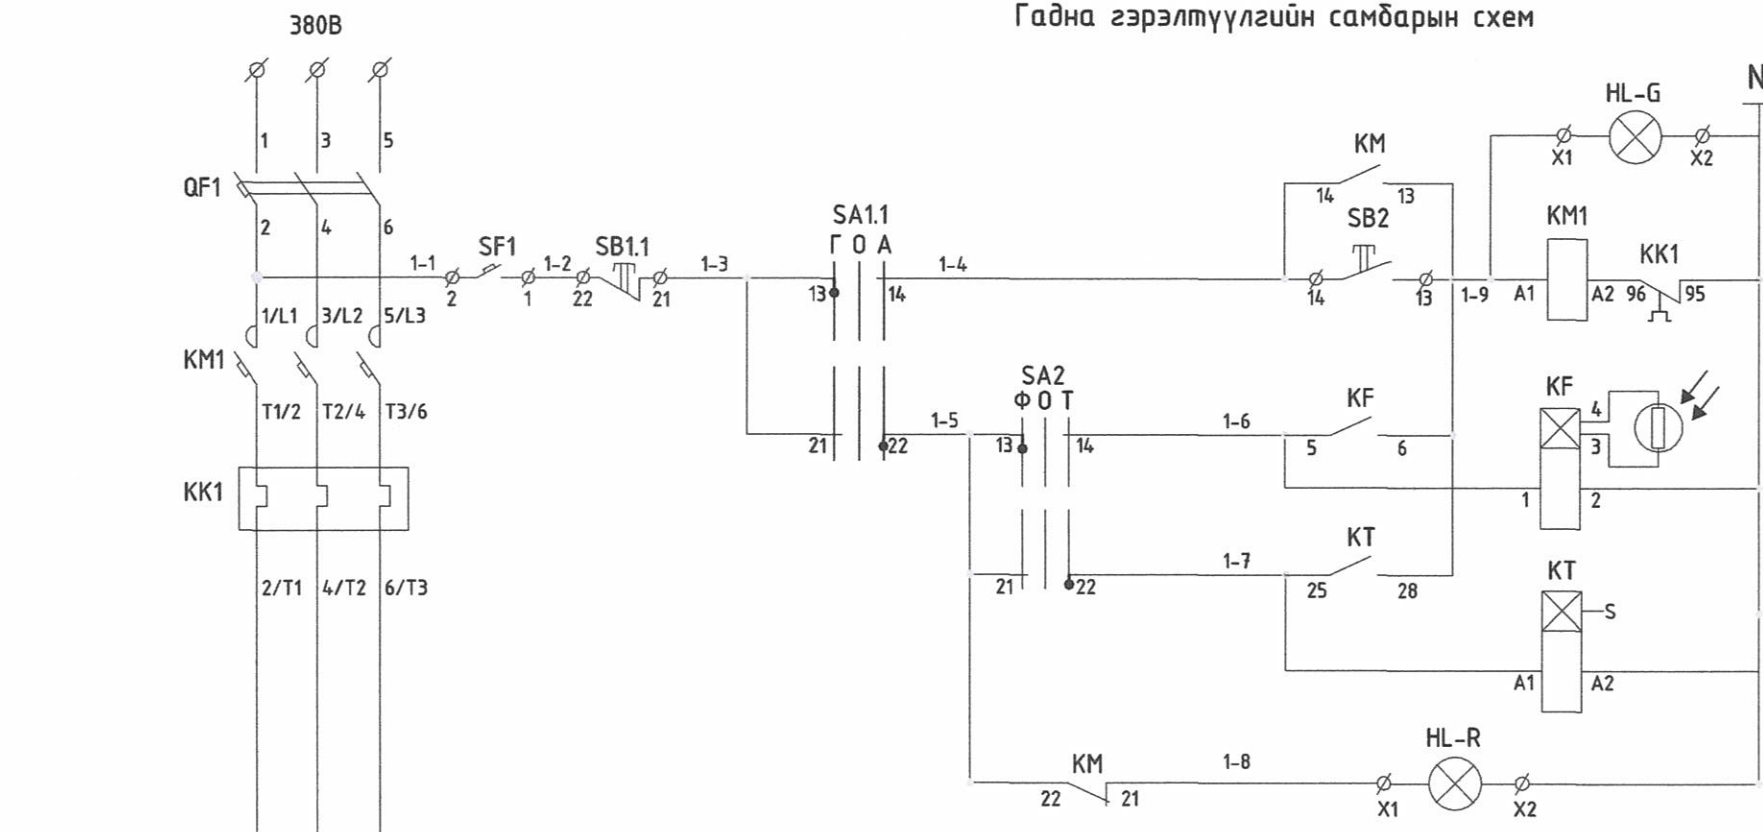 Гадна гэрэлтүүлгийн самбарын схем
380В
N
HL-G
X1 X2
1 3 5
KM
14 13
QF1
2 4 6
SA1.1
Г О А
SB2
KM1
SF1
SB1.1
KK1
1-1
1-2
1-3
1-4
2 1 22 21
13 14
14 13
1-9
A1 A2 96 95
1/L1 3/L2 5/L3
KM1
T1/2 T2/4 T3/6
SA2
Ф О Т
KF
KF
4
3
1-5
1-6
21 22
13 14
5 6
1 2
KK1
KT
1-7
21 22
25 28
KT
S
2/T1 4/T2 6/T3
A1 A2
HL-R
KM
1-8
22 21
X1 X2